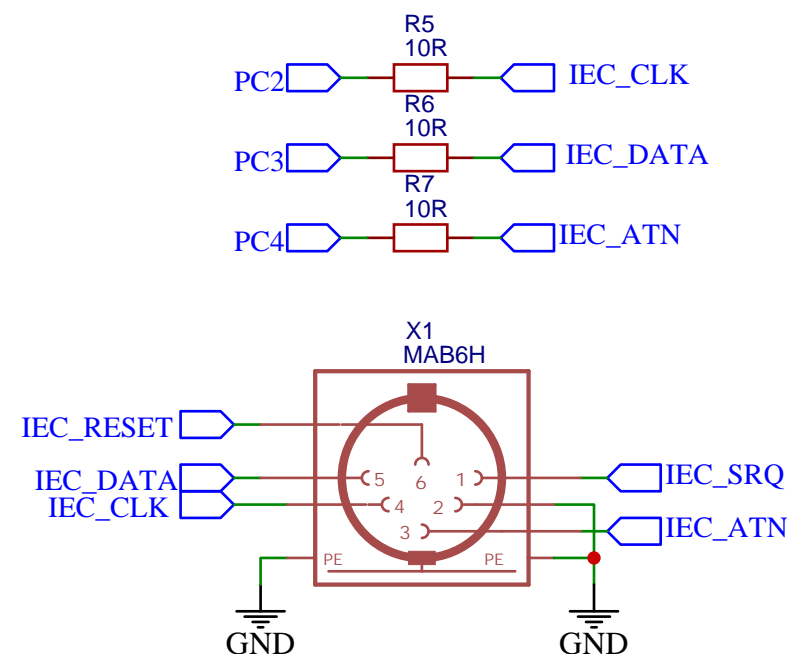 R5
10R
PC2
IEC_CLK
R6
10R
PC3
IEC_DATA
R7
10R
PC4
IEC_ATN
X1
MAB6H
IEC_RESET
IEC_DATA
5
6
1
IEC_SRQ
IEC_CLK
4
2
3
IEC_ATN
PE
PE
GND
GND